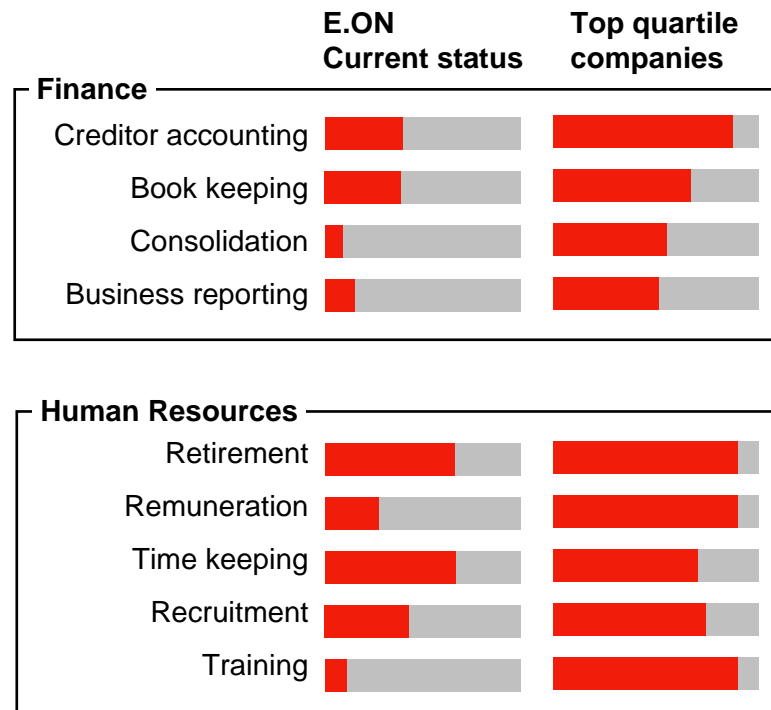 E.ON
Current status
Top quartile
companies
Finance
Creditor accounting
Book keeping
Consolidation
Business reporting
Human Resources
Retirement
Remuneration
Time keeping
Recruitment
Training